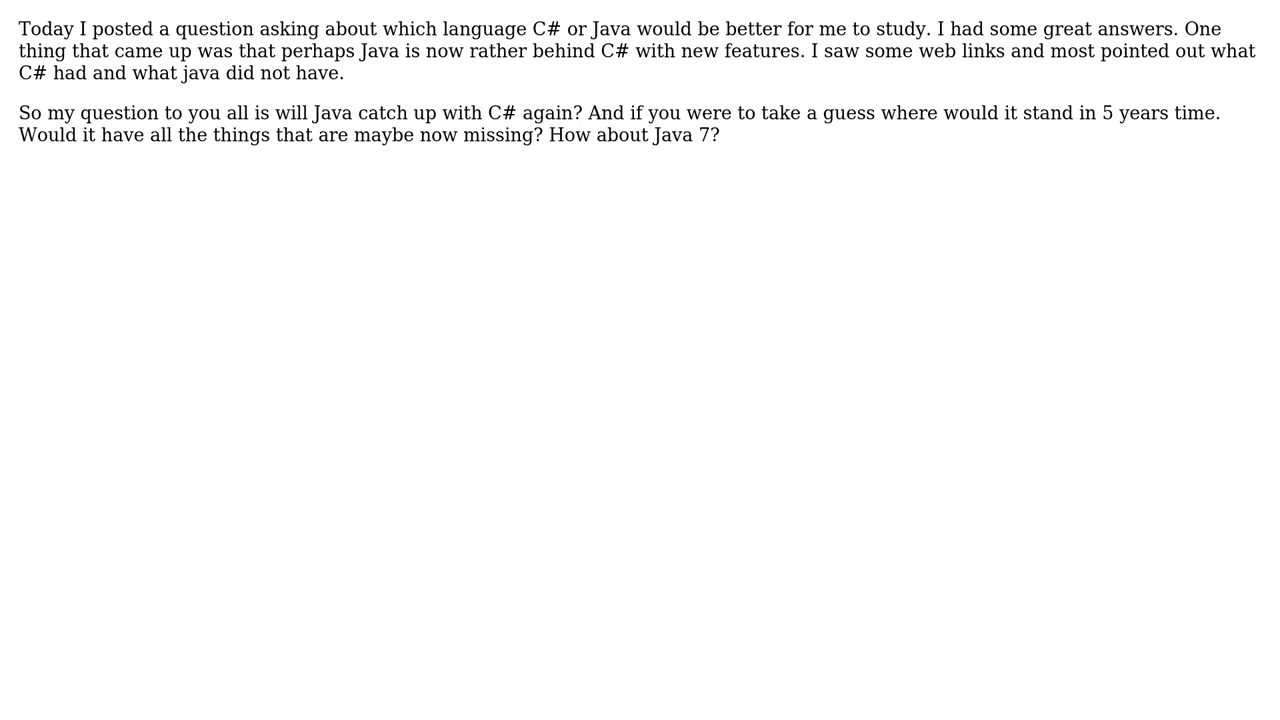 Today I posted a question asking about which language C# or Java would be better for me to study. I had some great answers. One
thing that came up was that perhaps Java is now rather behind C# with new features. I saw some web links and most pointed out what
C# had and what java did not have.
So my question to you all is will Java catch up with C# again? And if you were to take a guess where would it stand in 5 years time.
Would it have all the things that are maybe now missing? How about Java 7?